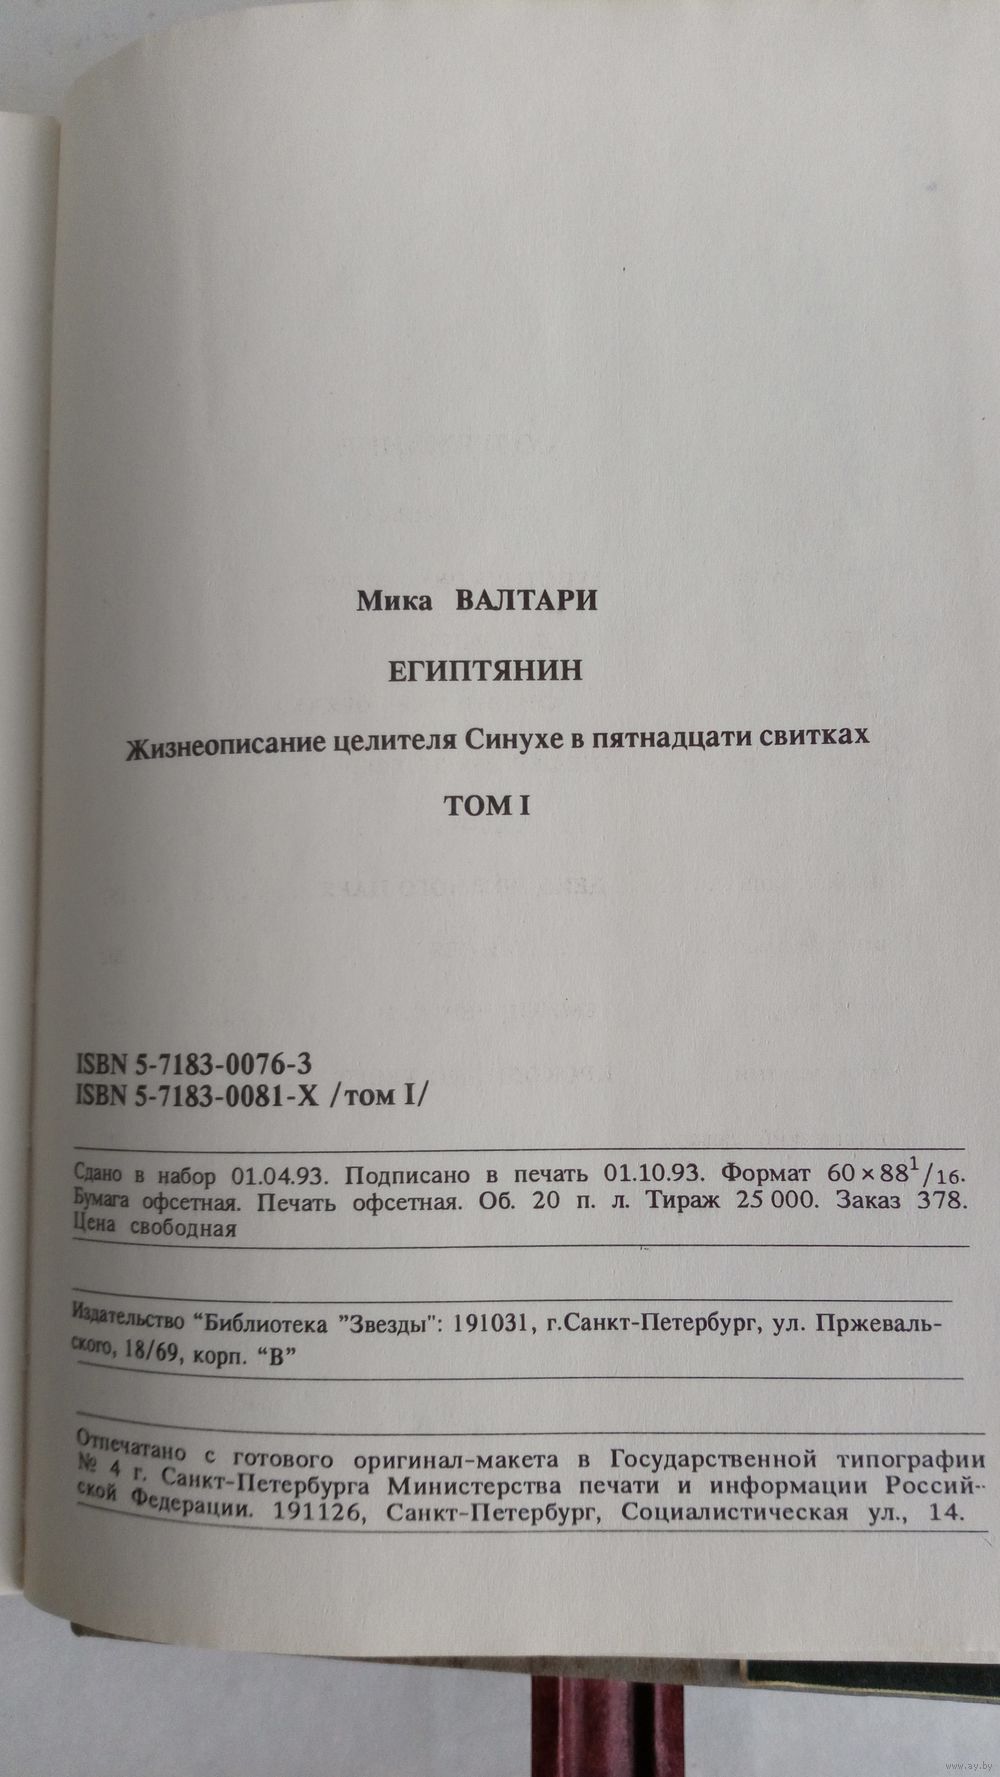 Мика ВАЛТАРИ
ЕГИПТЯНИН
Жизнеописание целителя Синухе в пятнадцати свитках
ТОМ I
ISBN 5-7183-0076-3
ISBN 5-7183-0081-X /том I/
Сдано в набор 01.04.93. Подписано в печать 01.10.93. Формат 60×88¹/₁₆.
Бумага офсетная. Печать офсетная. Об. 20 п. л. Тираж 25 000. Заказ 378.
Цена свободная
Издательство “Библиотека ”Звезды": 191031, г.Санкт-Петербург, ул. Пржеваль-
ского, 18/69, корп. “В”
Отпечатано с готового оригинал-макета в Государственной типографии
№ 4 г. Санкт-Петербурга Министерства печати и информации Россий-
ской Федерации. 191126, Санкт-Петербург, Социалистическая ул., 14.
www.ay.by